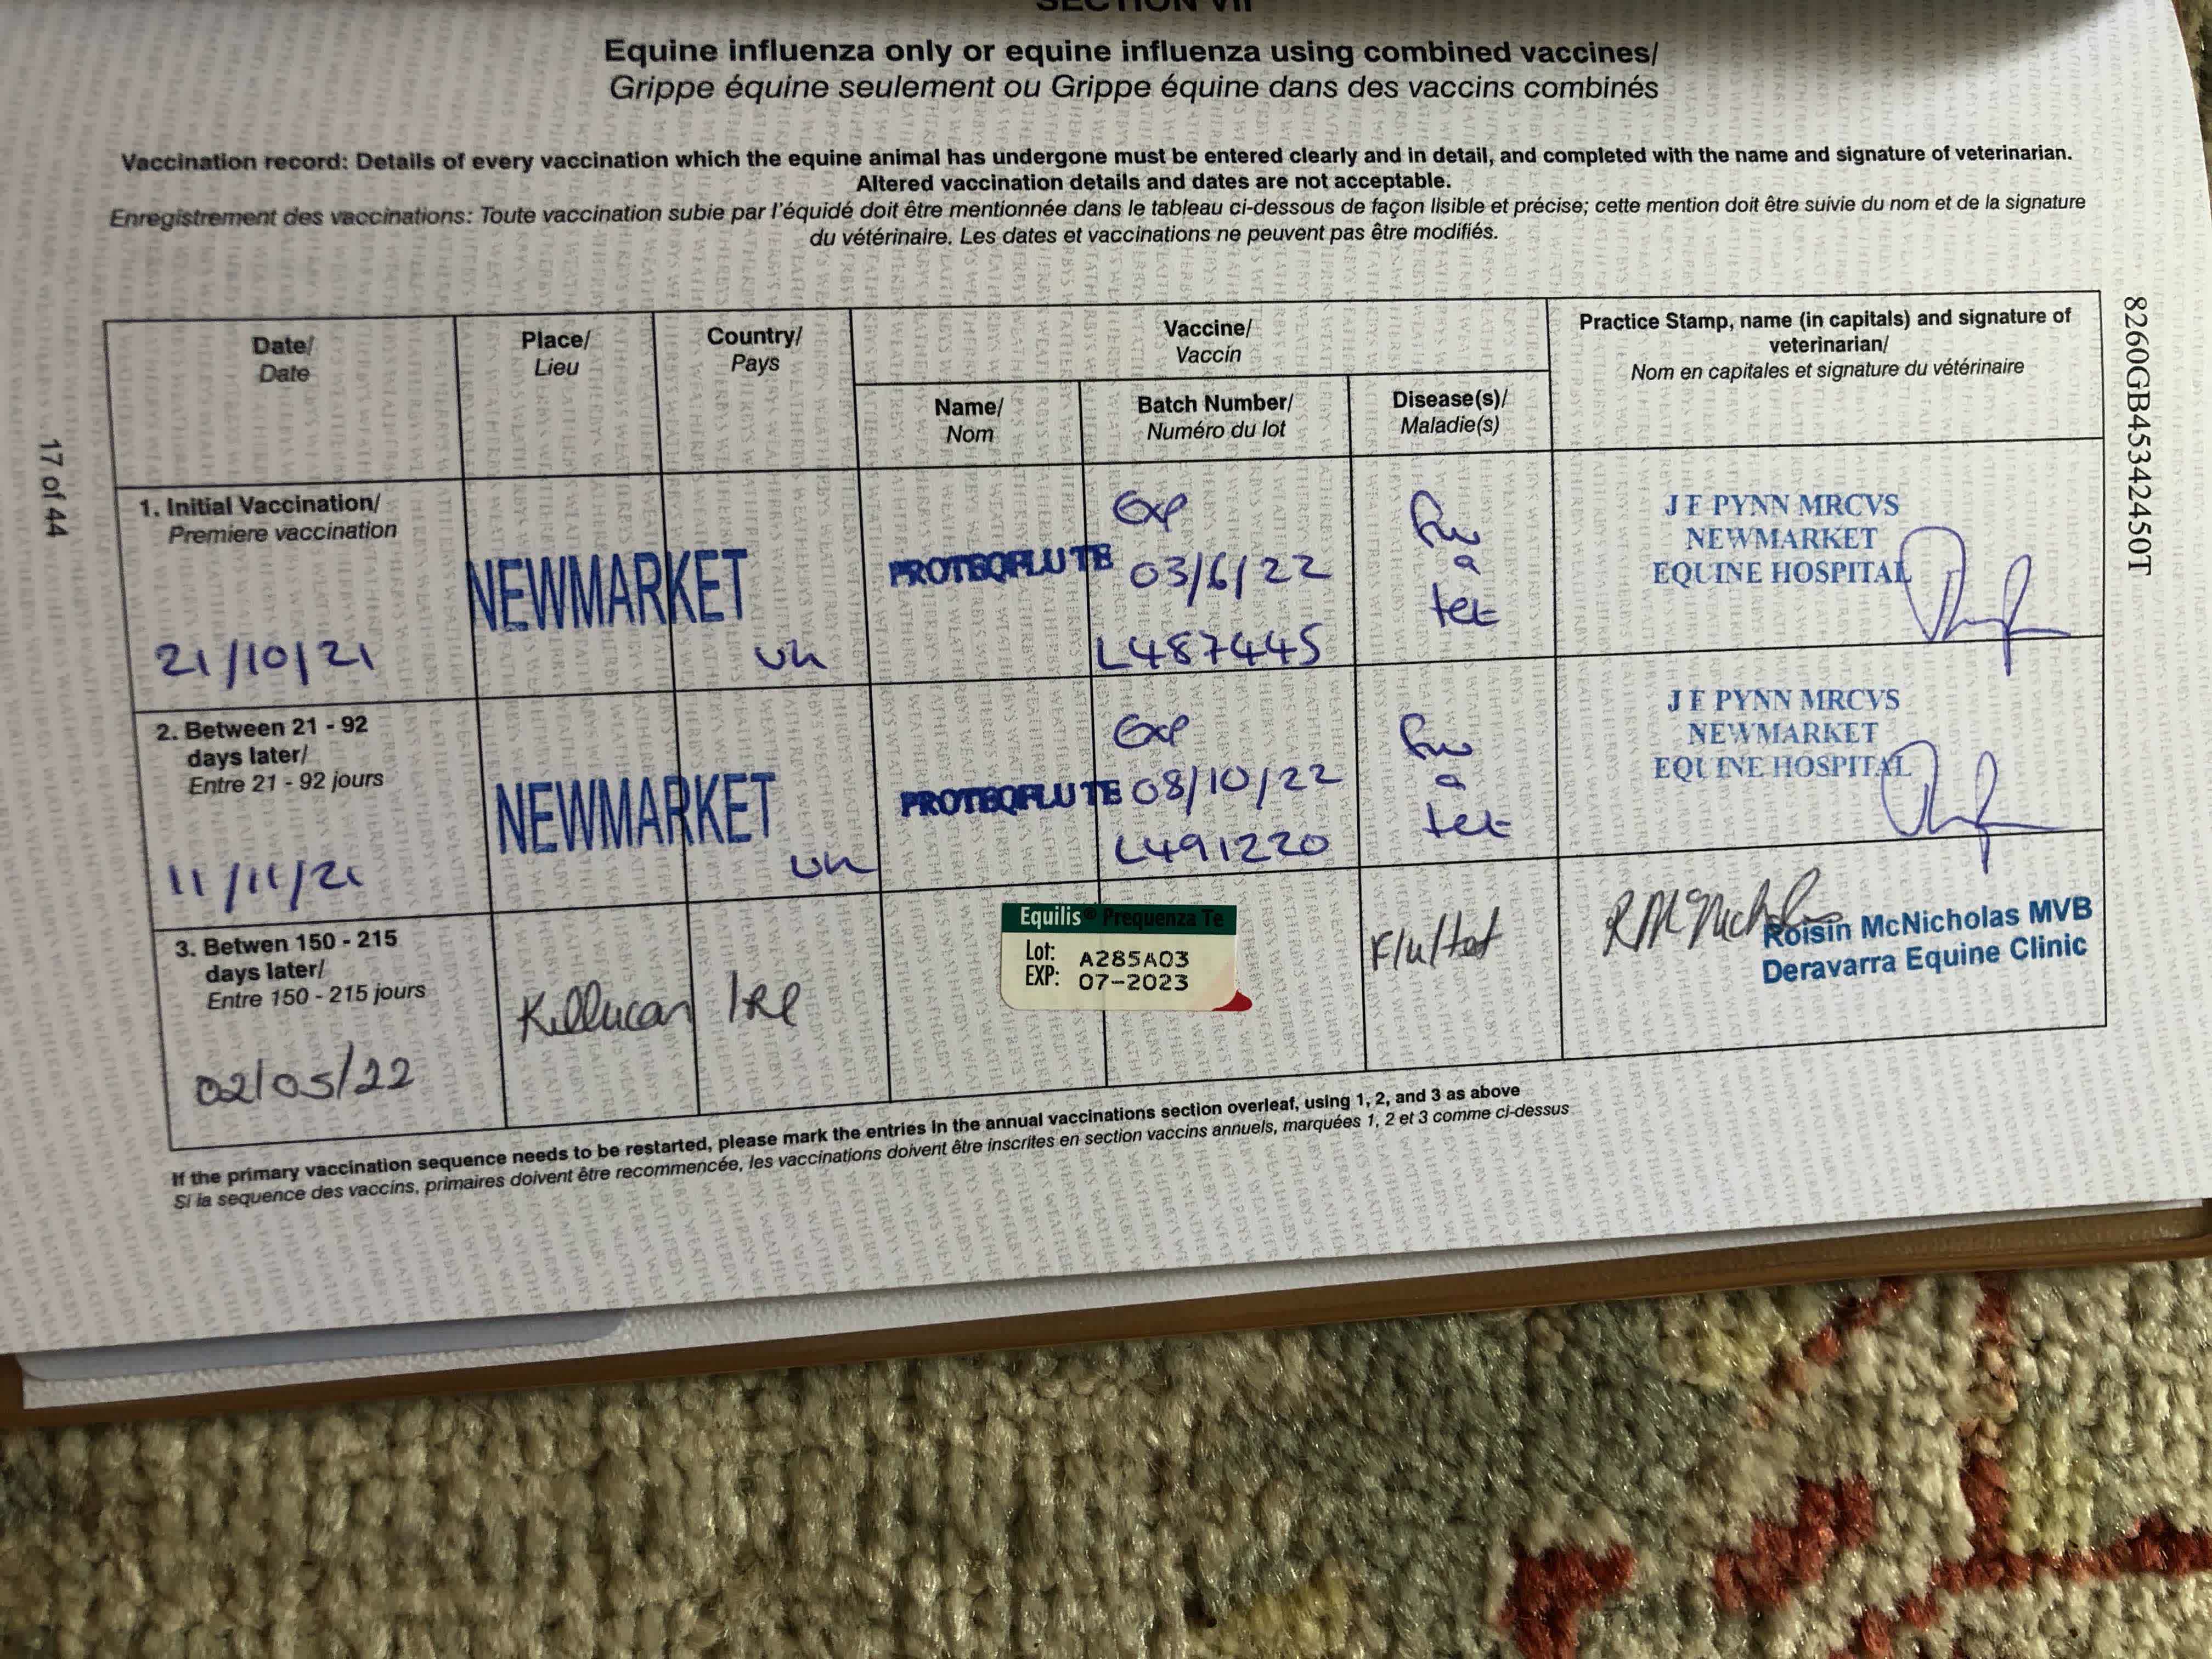 SECTION VII
Equine influenza only or equine influenza using combined vaccines/
Grippe équine seulement ou Grippe équine dans des vaccins combinés
Vaccination record: Details of every vaccination which the equine animal has undergone must be entered clearly and in detail, and completed with the name and signature of veterinarian.
Altered vaccination details and dates are not acceptable.
Enregistrement des vaccinations: Toute vaccination subie par l'équidé doit être mentionnée dans le tableau ci-dessous de façon lisible et précise; cette mention doit être suivie du nom et de la signature
du vétérinaire. Les dates et vaccinations ne peuvent pas être modifiés.
Date/
Date
Place/
Lieu
Country/
Pays
Vaccine/
Vaccin
Name/
Nom
Batch Number/
Numéro du lot
Disease(s)/
Maladie(s)
Practice Stamp, name (in capitals) and signature of
veterinarian/
Nom en capitales et signature du vétérinaire
1. Initial Vaccination/
Premiere vaccination
21/10/21
NEWMARKET
UK
PROTEQFLU TE
Exp
03/6/22
L487445
Flu
a
tet
J F PYNN MRCVS
NEWMARKET
EQUINE HOSPITAL
2. Between 21 - 92
days later/
Entre 21 - 92 jours
11/11/21
NEWMARKET
UK
PROTEQFLU TE
Exp
08/10/22
L491220
Flu
a
tet
J F PYNN MRCVS
NEWMARKET
EQUINE HOSPITAL
3. Betwen 150 - 215
days later/
Entre 150 - 215 jours
02/05/22
Killucan
IRE
Equilis® Prequenza Te
Lot: A285A03
EXP: 07-2023
Flu/tet
R McNicholas
Roisin McNicholas MVB
Deravarra Equine Clinic
If the primary vaccination sequence needs to be restarted, please mark the entries in the annual vaccinations section overleaf, using 1, 2, and 3 as above
Si la sequence des vaccins, primaires doivent être recommencée, les vaccinations doivent être inscrites en section vaccins annuels, marquées 1, 2 et 3 comme ci-dessus
17 of 44
8260GB45342450T